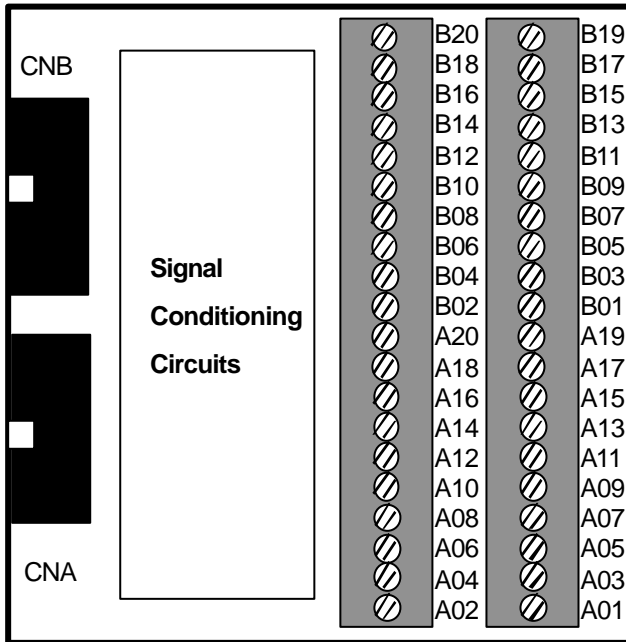 CNB
Signal
Conditioning
Circuits
CNA
B20 B19
B18 B17
B16 B15
B14 B13
B12 B11
B10 B09
B08 B07
B06 B05
B04 B03
B02 B01
A20 A19
A18 A17
A16 A15
A14 A13
A12 A11
A10 A09
A08 A07
A06 A05
A04 A03
A02 A01